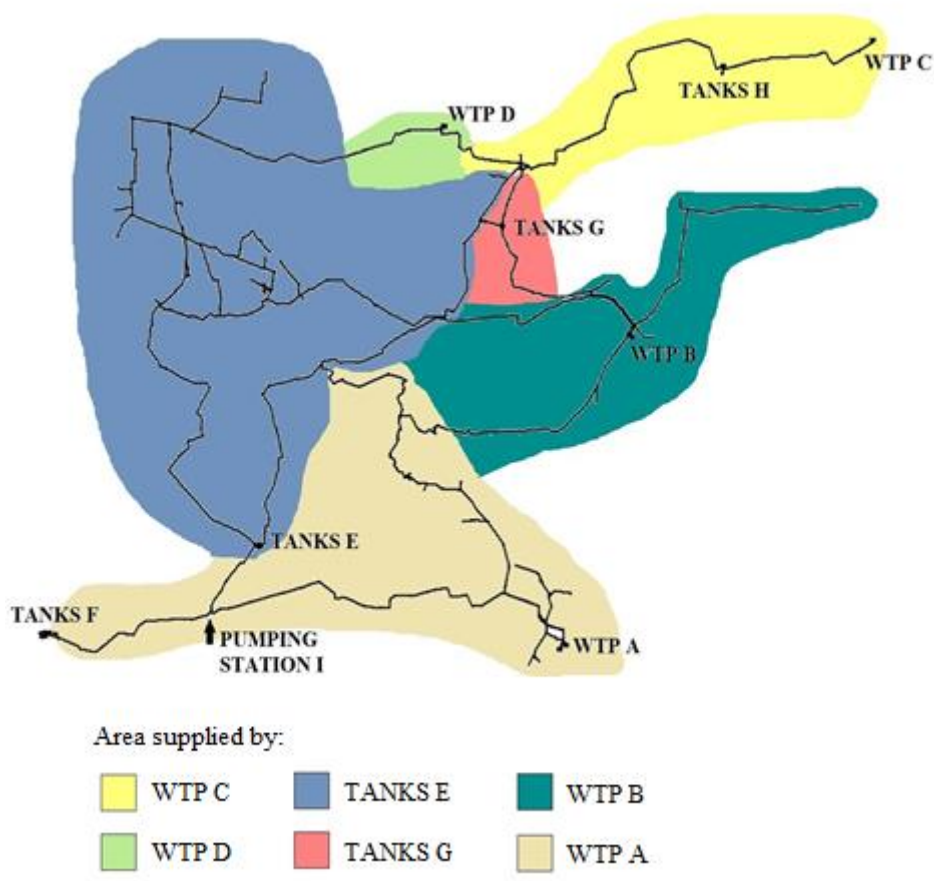 WTP C
TANKS H
WTP D
TANKS G
WTP B
TANKS E
TANKS F
PUMPING
STATION I
WTP A
Area supplied by:
WTP C TANKS E WTP B
WTP D TANKS G WTP A